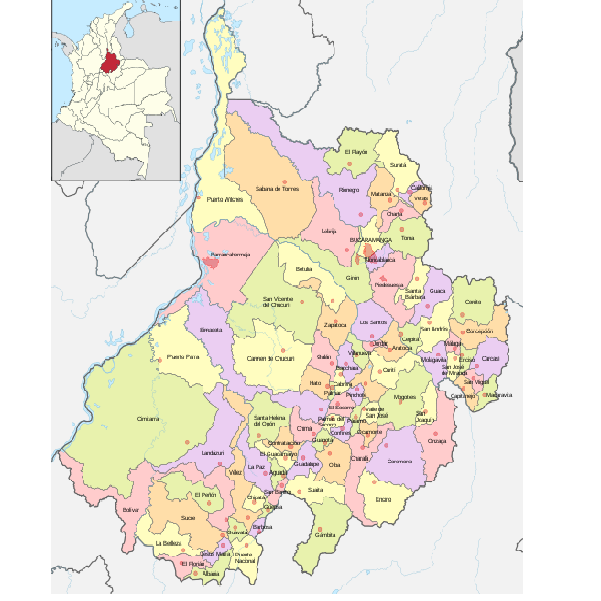 El Playón
Suratá
California
Vetas
Sabana de Torres
Rionegro
Matanza
Puerto Wilches
Charta
Lebrija
BUCARAMANGA
Tona
Floridablanca
Barrancabermeja
Betulia
Girón
Piedecuesta
Santa
Bárbara
Guaca
San Vicente
del Chucurí
Cerrito
Simacota
Zapatoca
Los Santos
San Andrés
Concepción
Puerto Parra
Carmen de Chucurí
Galán
Villanueva
Jordán
Cepitá
Aratoca
Málaga
Molagavita
Enciso
Carcasí
San José
de Miranda
Barichara
Curití
Hato
Cabrera
San Miguel
Capitanejo
Macaravita
Palmar
Pinchote
Mogotes
Cimitarra
El Socorro
Valle de
San José
San
Joaquín
Santa Helena
del Opón
Chima
Palmas del
Socorro
Páramo
Confines
Ocamonte
Contratación
Guapotá
Onzaga
Landázuri
El Guacamayo
Guadalupe
Oiba
Charalá
Coromoro
La Paz
Aguada
Vélez
San Benito
Suaita
Encino
El Peñón
Chipatá
Güepsa
Bolívar
Sucre
Barbosa
Guavatá
Gámbita
La Belleza
Jesús María
Puente
Nacional
El Florián
Albania